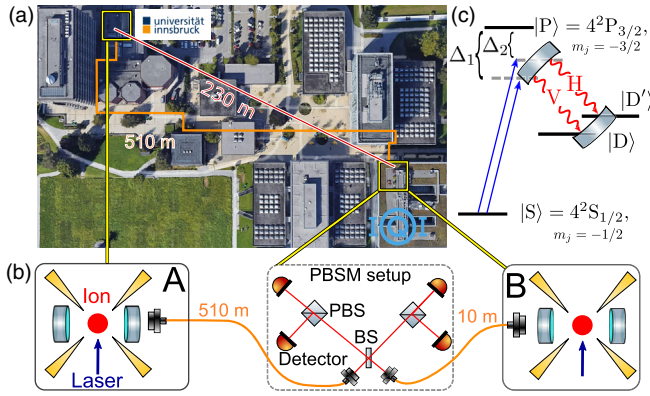 (a)
universität
innsbruck
230 m
510 m
IQI
(c)
|P⟩ = 4²P₃/₂,
mⱼ = −3/2
Δ₁
Δ₂
V
H
|D′⟩
|D⟩
|S⟩ = 4²S₁/₂,
mⱼ = −1/2
(b)
A
Ion
Laser
510 m
PBSM setup
PBS
BS
Detector
10 m
B